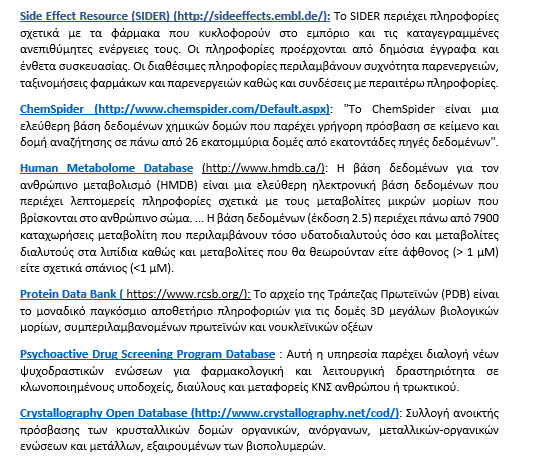 Side Effect Resource (SIDER) (http://sideeffects.embl.de/): Το SIDER περιέχει πληροφορίες
σχετικά με τα φάρμακα που κυκλοφορούν στο εμπόριο και τις καταγεγραμμένες
ανεπιθύμητες ενέργειες τους. Οι πληροφορίες προέρχονται από δημόσια έγγραφα και
ένθετα συσκευασίας. Οι διαθέσιμες πληροφορίες περιλαμβάνουν συχνότητα παρενεργειών,
ταξινομήσεις φαρμάκων και παρενεργειών καθώς και συνδέσεις με περαιτέρω πληροφορίες.
ChemSpider (http://www.chemspider.com/Default.aspx): "Το ChemSpider είναι μια
ελεύθερη βάση δεδομένων χημικών δομών που παρέχει γρήγορη πρόσβαση σε κείμενο και
δομή αναζήτησης σε πάνω από 26 εκατομμύρια δομές από εκατοντάδες πηγές δεδομένων".
Human Metabolome Database (http://www.hmdb.ca/): Η βάση δεδομένων για τον
ανθρώπινο μεταβολισμό (HMDB) είναι μια ελεύθερη ηλεκτρονική βάση δεδομένων που
περιέχει λεπτομερείς πληροφορίες σχετικά με τους μεταβολίτες μικρών μορίων που
βρίσκονται στο ανθρώπινο σώμα. ... Η βάση δεδομένων (έκδοση 2.5) περιέχει πάνω από 7900
καταχωρήσεις μεταβολίτη που περιλαμβάνουν τόσο υδατοδιαλυτούς όσο και μεταβολίτες
διαλυτούς στα λιπίδια καθώς και μεταβολίτες που θα θεωρούνταν είτε άφθονος (> 1 μΜ)
είτε σχετικά σπάνιος (<1 μΜ).
Protein Data Bank ( https://www.rcsb.org/): Το αρχείο της Τράπεζας Πρωτεϊνών (PDB) είναι
το μοναδικό παγκόσμιο αποθετήριο πληροφοριών για τις δομές 3D μεγάλων βιολογικών
μορίων, συμπεριλαμβανομένων πρωτεϊνών και νουκλεϊνικών οξέων
Psychoactive Drug Screening Program Database : Αυτή η υπηρεσία παρέχει διαλογή νέων
ψυχοδραστικών ενώσεων για φαρμακολογική και λειτουργική δραστηριότητα σε
κλωνοποιημένους υποδοχείς, διαύλους και μεταφορείς ΚΝΣ ανθρώπου ή τρωκτικού.
Crystallography Open Database (http://www.crystallography.net/cod/): Συλλογή ανοικτής
πρόσβασης των κρυσταλλικών δομών οργανικών, ανόργανων, μεταλλικών-οργανικών
ενώσεων και μετάλλων, εξαιρουμένων των βιοπολυμερών.